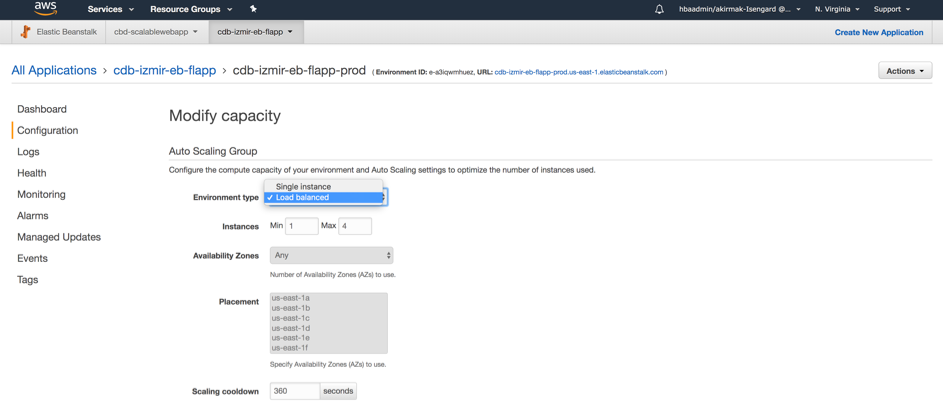 aws Services Resource Groups hbaadmin/akirmak-Isengard @... N. Virginia Support
Elastic Beanstalk cbd-scalablewebapp cdb-izmir-eb-flapp Create New Application
All Applications › cdb-izmir-eb-flapp › cdb-izmir-eb-flapp-prod ( Environment ID: e-a3iqwmhuez, URL: cdb-izmir-eb-flapp-prod.us-east-1.elasticbeanstalk.com ) Actions
Dashboard
Configuration
Logs
Health
Monitoring
Alarms
Managed Updates
Events
Tags
Modify capacity
Auto Scaling Group
Configure the compute capacity of your environment and Auto Scaling settings to optimize the number of instances used.
Environment type
Single instance
✓ Load balanced
Instances Min 1 Max 4
Availability Zones Any
Number of Availability Zones (AZs) to use.
Placement
us-east-1a
us-east-1b
us-east-1c
us-east-1d
us-east-1e
us-east-1f
Specify Availability Zones (AZs) to use.
Scaling cooldown 360 seconds